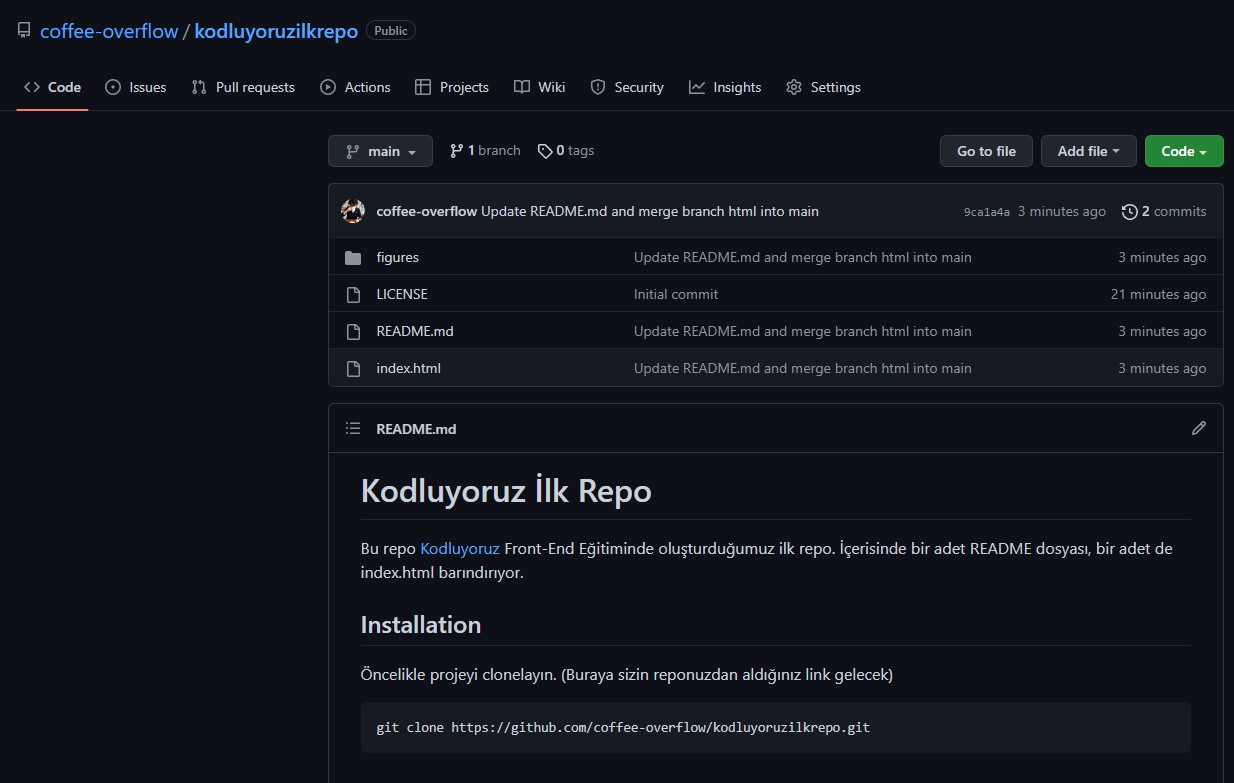 coffee-overflow / kodluyoruzilkrepo Public
Code Issues Pull requests Actions Projects Wiki Security Insights Settings
main 1 branch 0 tags Go to file Add file Code
coffee-overflow Update README.md and merge branch html into main 9ca1a4a 3 minutes ago 2 commits
figures Update README.md and merge branch html into main 3 minutes ago
LICENSE Initial commit 21 minutes ago
README.md Update README.md and merge branch html into main 3 minutes ago
index.html Update README.md and merge branch html into main 3 minutes ago
README.md
Kodluyoruz İlk Repo
Bu repo Kodluyoruz Front-End Eğitiminde oluşturduğumuz ilk repo. İçerisinde bir adet README dosyası, bir adet de
index.html barındırıyor.
Installation
Öncelikle projeyi clonelayın. (Buraya sizin reponuzdan aldığınız link gelecek)
git clone https://github.com/coffee-overflow/kodluyoruzilkrepo.git